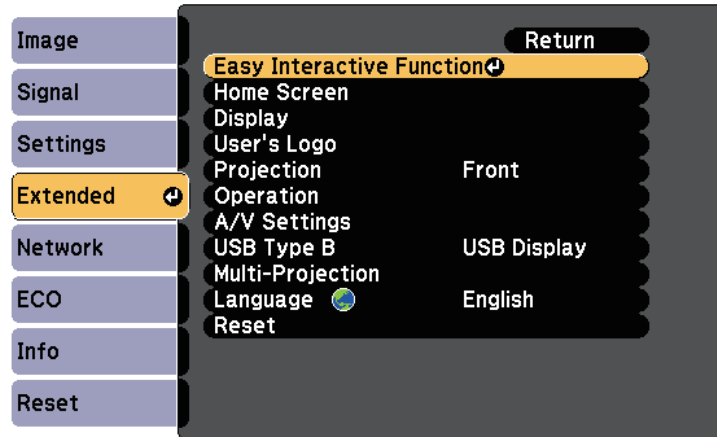 Image
Signal
Settings
Extended
Network
ECO
Info
Reset
Return
Easy Interactive Function
Home Screen
Display
User's Logo
Projection Front
Operation
A/V Settings
USB Type B USB Display
Multi-Projection
Language English
Reset